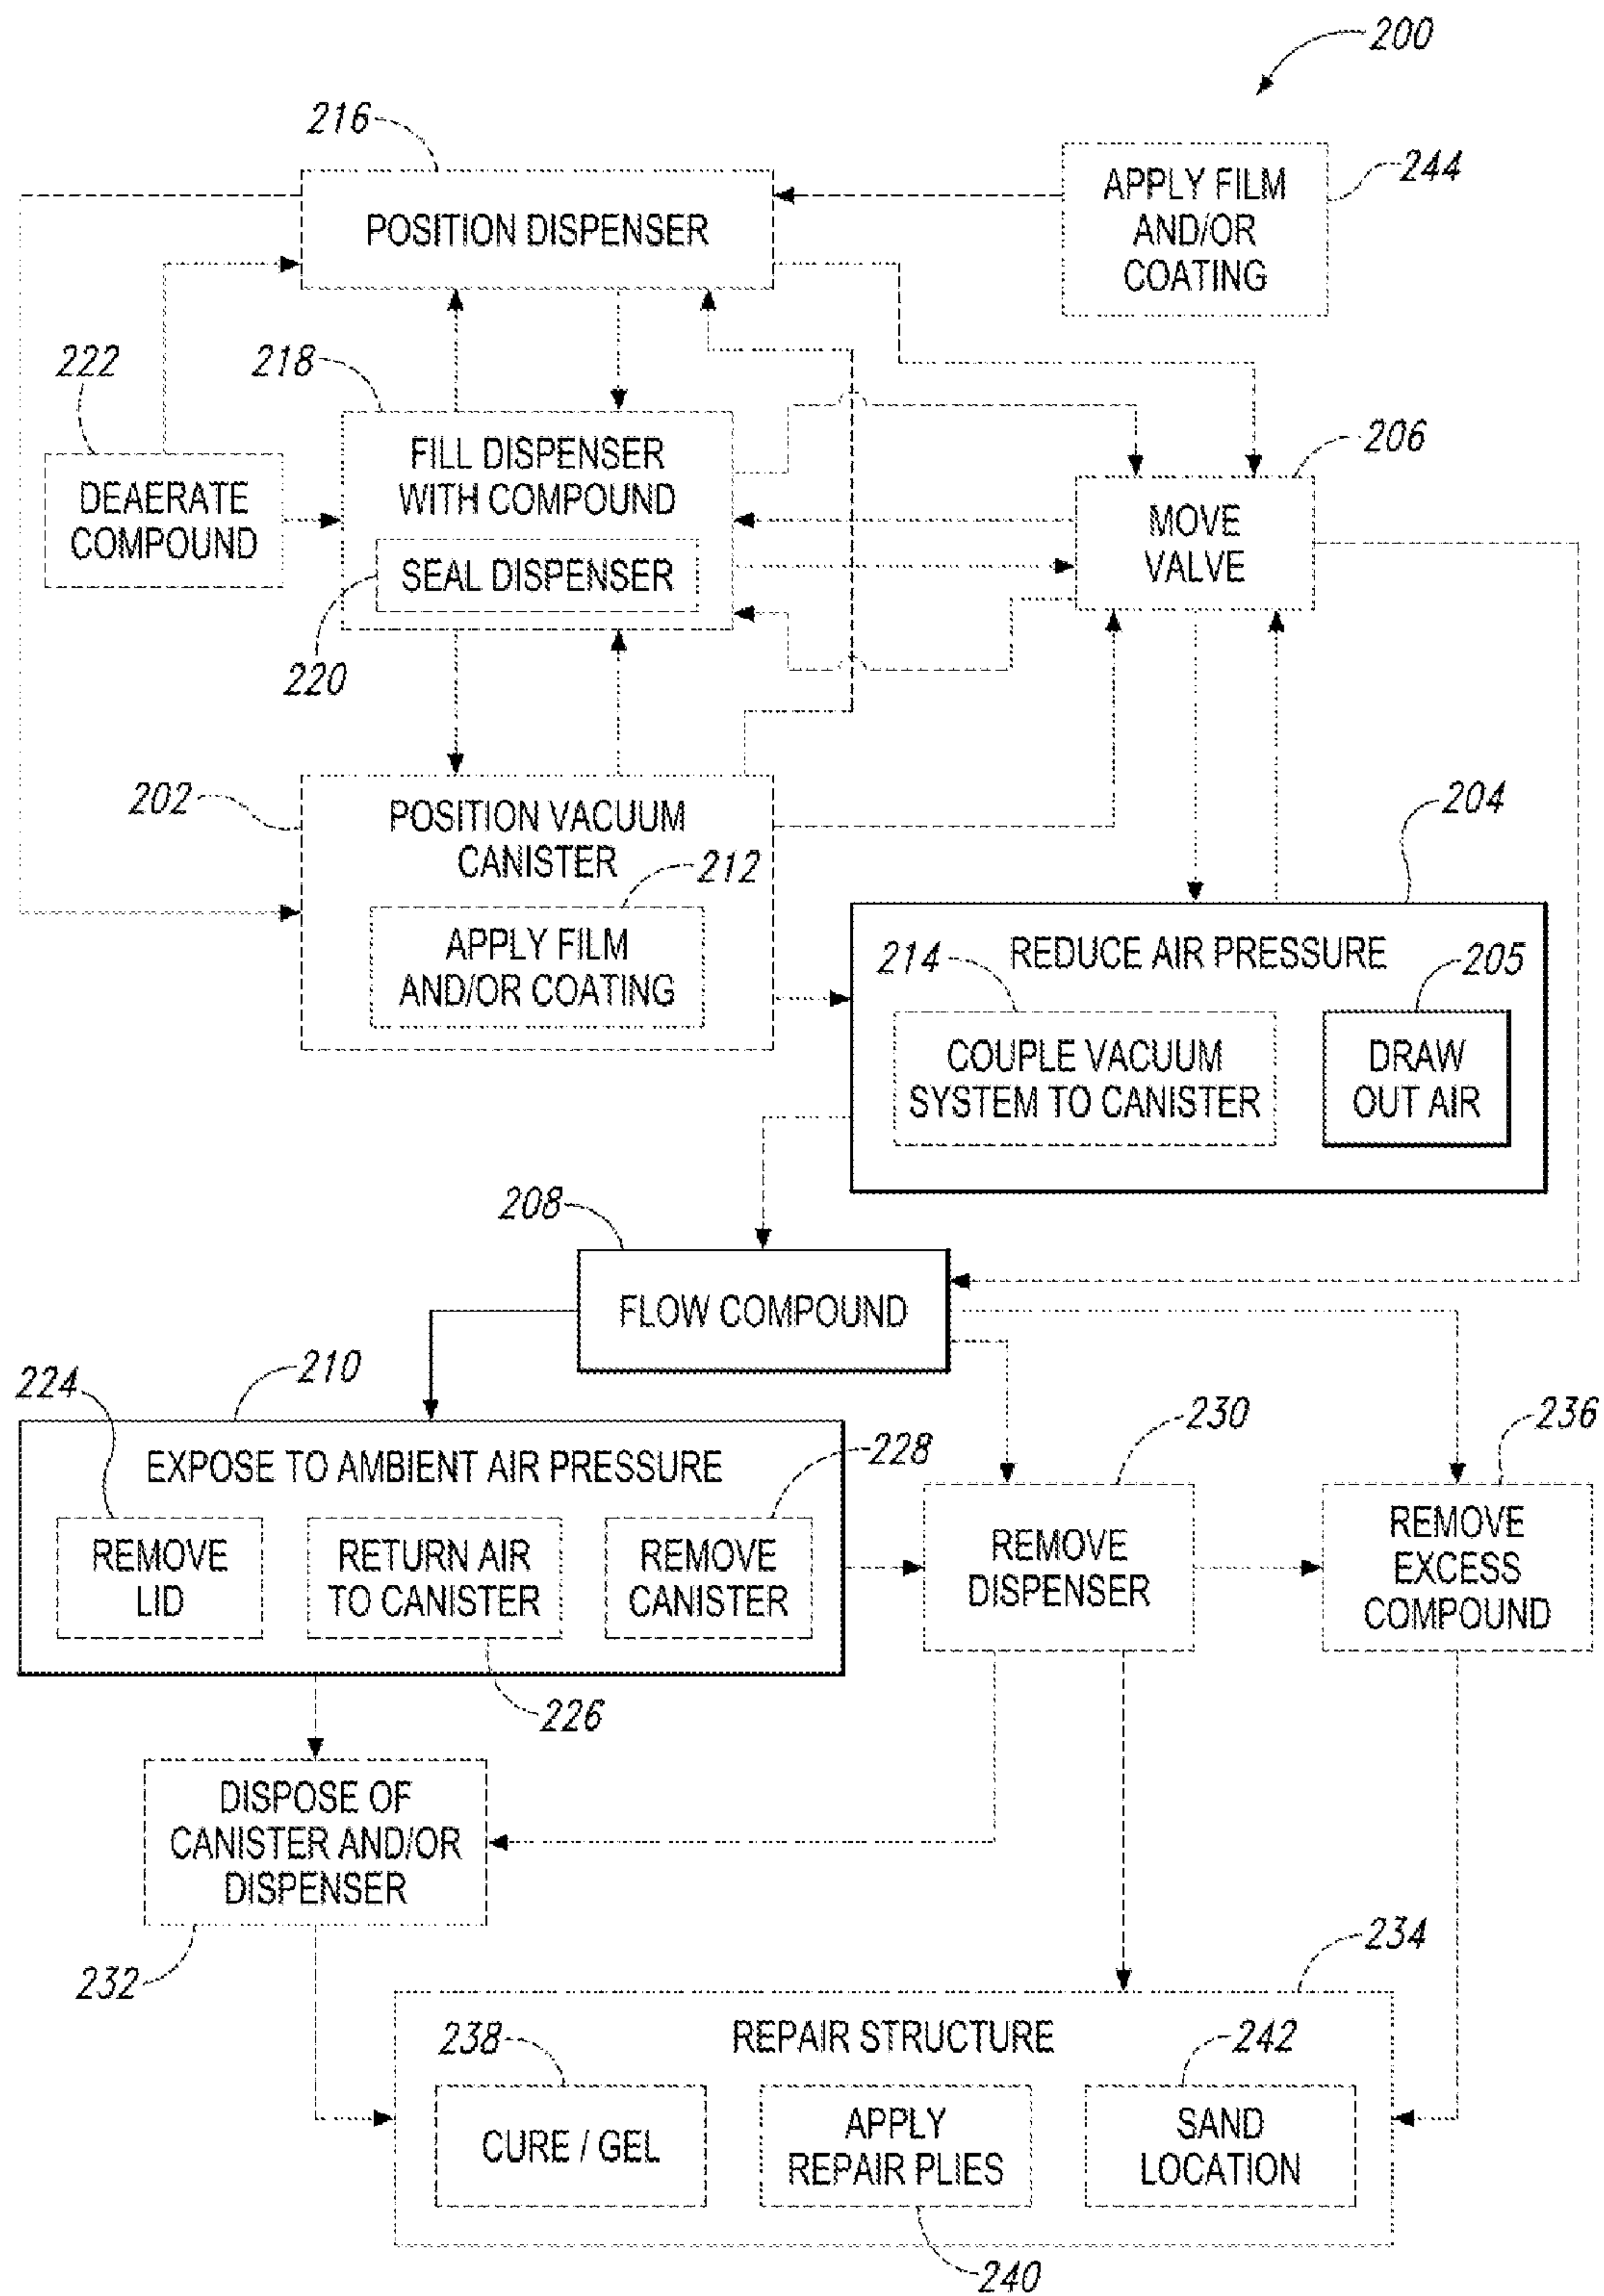 200
216
244
APPLY FILM
AND/OR
COATING
POSITION DISPENSER
222
218
206
FILL DISPENSER
WITH COMPOUND
DEAERATE
COMPOUND
MOVE
VALVE
SEAL DISPENSER
220
202
POSITION VACUUM
CANISTER
204
212
APPLY FILM
AND/OR COATING
REDUCE AIR PRESSURE
214
205
COUPLE VACUUM
SYSTEM TO CANISTER
DRAW
OUT AIR
208
FLOW COMPOUND
210
224
EXPOSE TO AMBIENT AIR PRESSURE
228
230
236
REMOVE
LID
RETURN AIR
TO CANISTER
REMOVE
CANISTER
REMOVE
DISPENSER
REMOVE
EXCESS
COMPOUND
226
DISPOSE OF
CANISTER AND/OR
DISPENSER
232
234
REPAIR STRUCTURE
238
242
CURE / GEL
APPLY
REPAIR PLIES
SAND
LOCATION
240